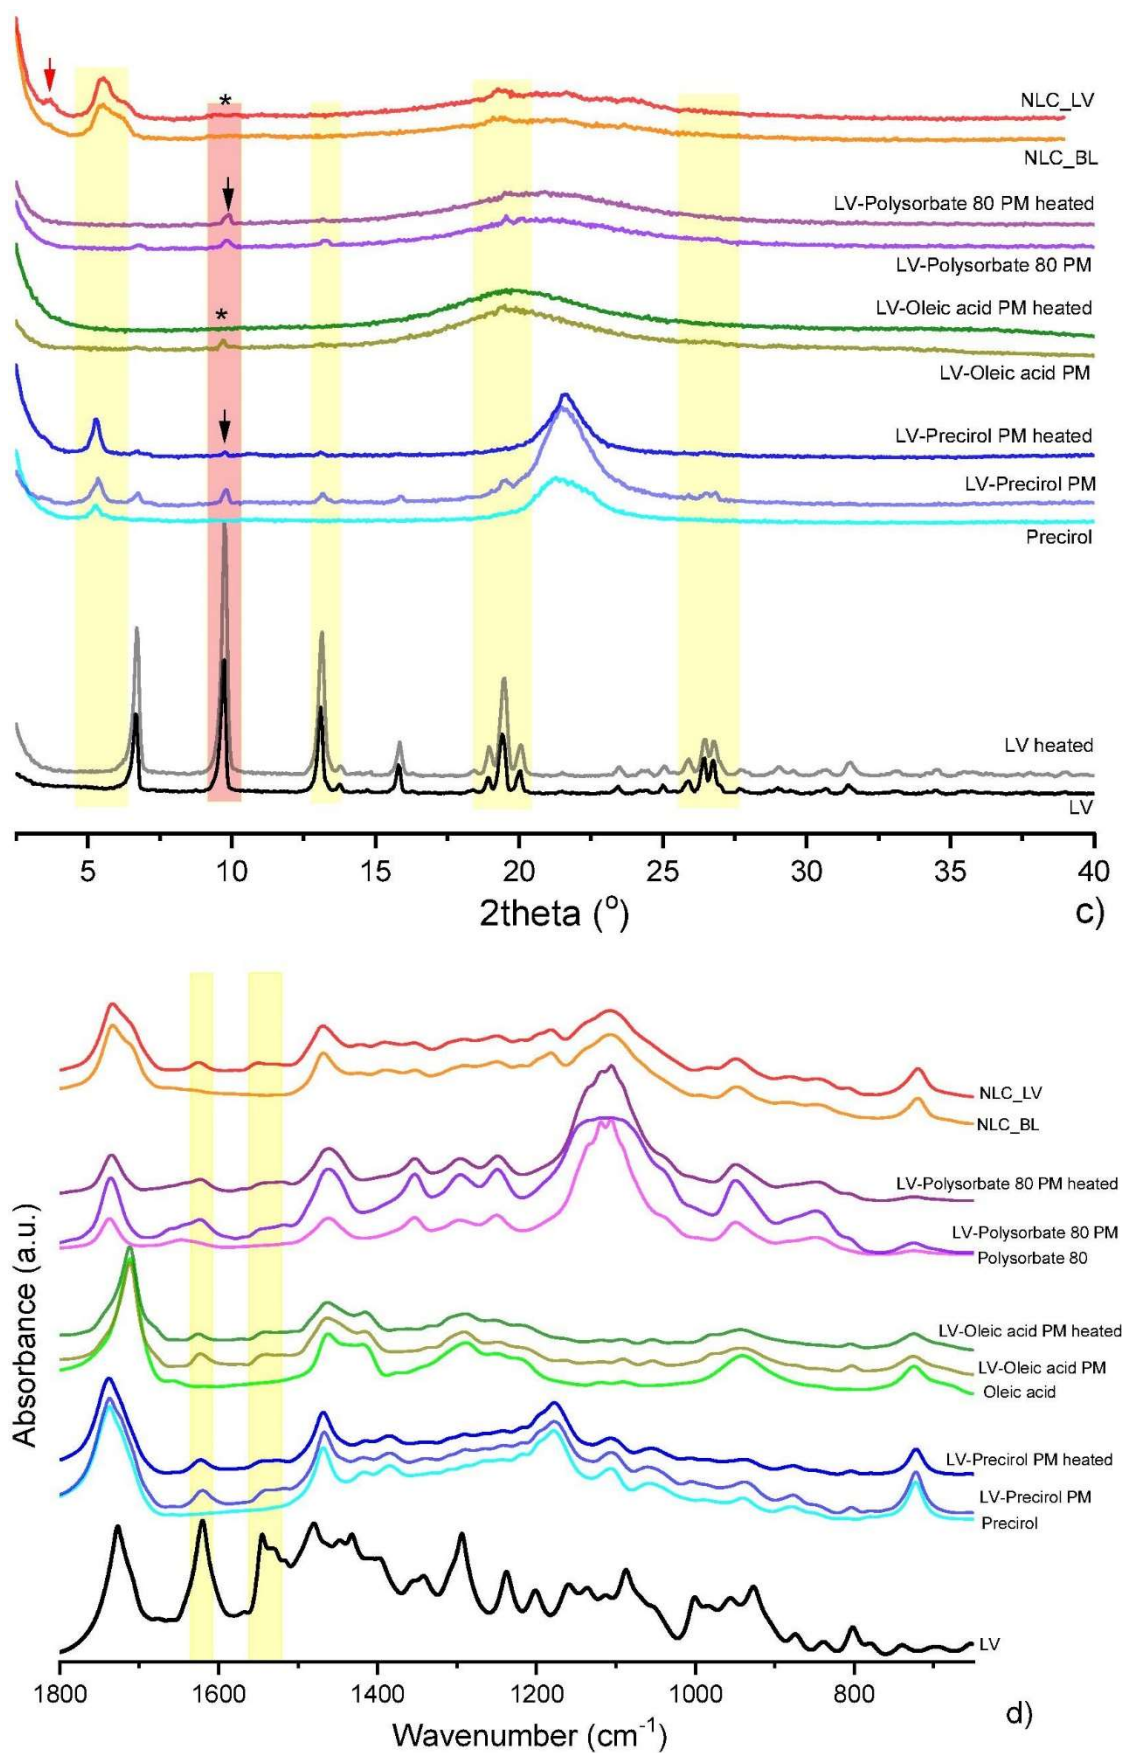 NLC_LV
NLC_BL
LV-Polysorbate 80 PM heated
LV-Polysorbate 80 PM
LV-Oleic acid PM heated
LV-Oleic acid PM
LV-Precirol PM heated
LV-Precirol PM
Precirol
LV heated
LV
*
*
5 10 15 20 25 30 35 40
2theta (°)
c)
NLC_LV
NLC_BL
LV-Polysorbate 80 PM heated
LV-Polysorbate 80 PM
Polysorbate 80
LV-Oleic acid PM heated
LV-Oleic acid PM
Oleic acid
LV-Precirol PM heated
LV-Precirol PM
Precirol
LV
Absorbance (a.u.)
1800 1600 1400 1200 1000 800
Wavenumber (cm⁻¹)
d)